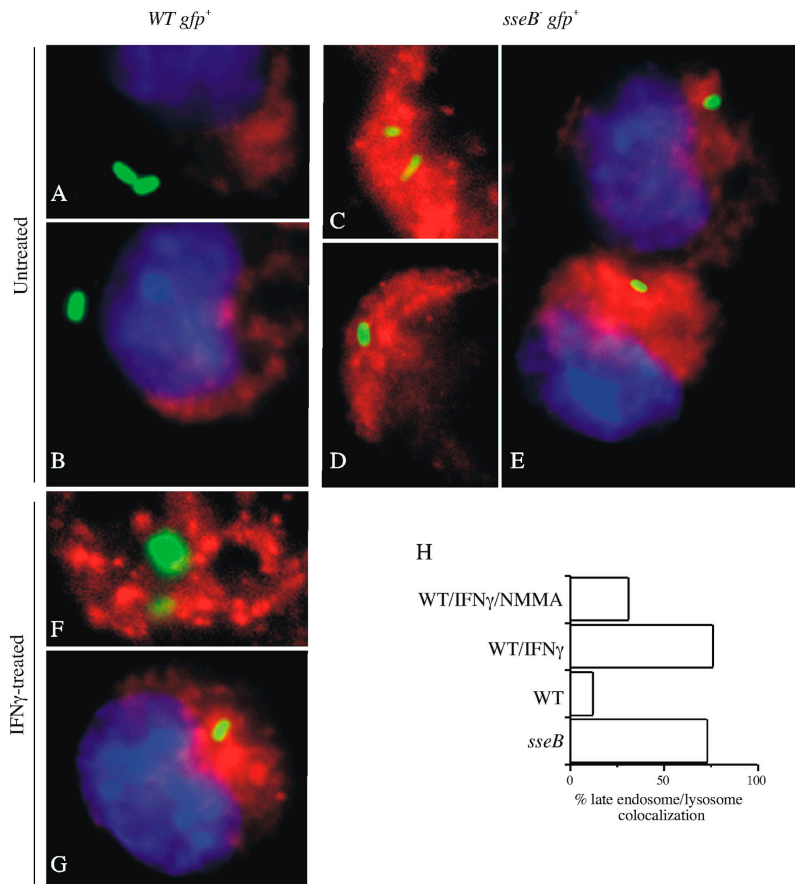 WT gfp⁺
sseB⁻ gfp⁺
Untreated
A
B
C
D
E
IFNγ-treated
F
G
H
WT/IFNγ/NMMA
WT/IFNγ
WT
sseB
0 50 100
% late endosome/lysosome
colocalization